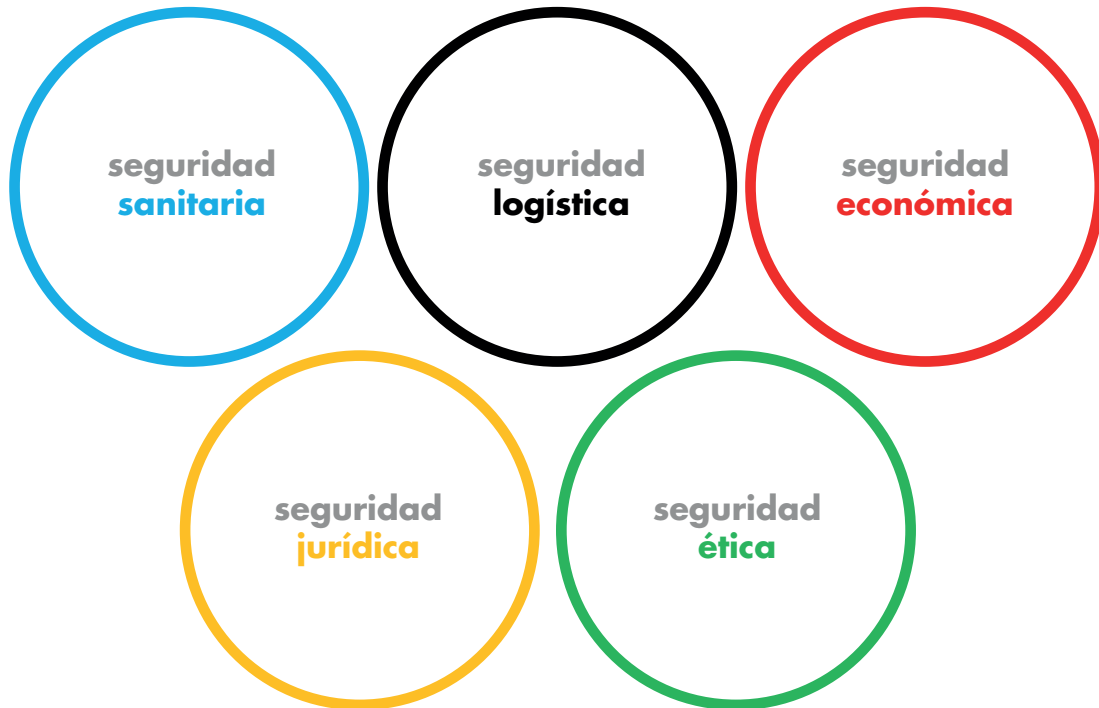 seguridad
sanitaria
seguridad
logística
seguridad
económica
seguridad
jurídica
seguridad
ética